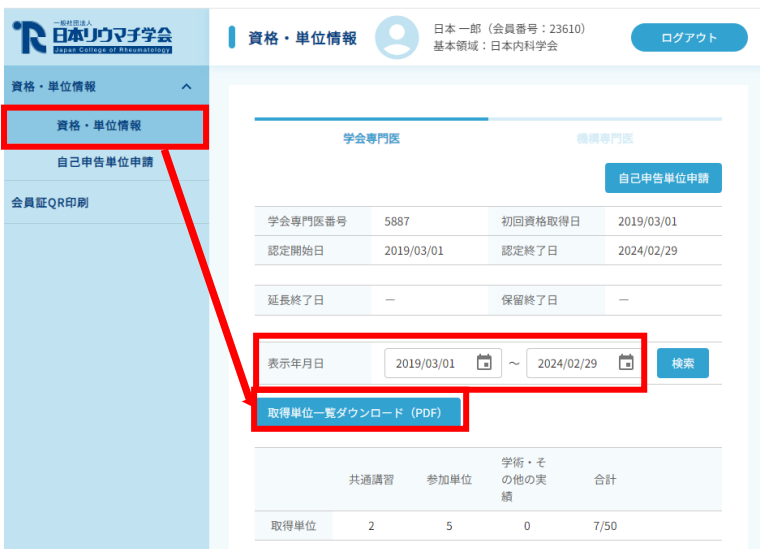 一般社団法人
日本リウマチ学会
Japan College of Rheumatology
資格・単位情報
日本 一郎（会員番号：23610）
基本領域：日本内科学会
ログアウト
資格・単位情報
資格・単位情報
自己申告単位申請
会員証QR印刷
学会専門医
機構専門医
自己申告単位申請
学会専門医番号 5887 初回資格取得日 2019/03/01
認定開始日 2019/03/01 認定終了日 2024/02/29
延長終了日 － 保留終了日 －
表示年月日 2019/03/01 ～ 2024/02/29 検索
取得単位一覧ダウンロード（PDF）
共通講習 参加単位 学術・そ
の他の実
績 合計
取得単位 2 5 0 7/50